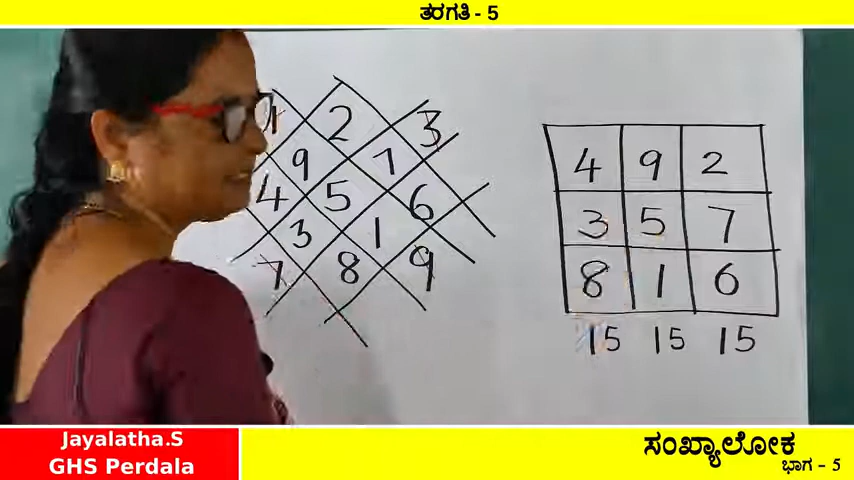 ತರಗತಿ - 5
1 2 3
9 7
4 5 6
3 1
7 8 9
4 9 2
3 5 7
8 1 6
15 15 15
Jayalatha.S
GHS Perdala
ಸಂಖ್ಯಾಲೋಕ
ಭಾಗ - 5